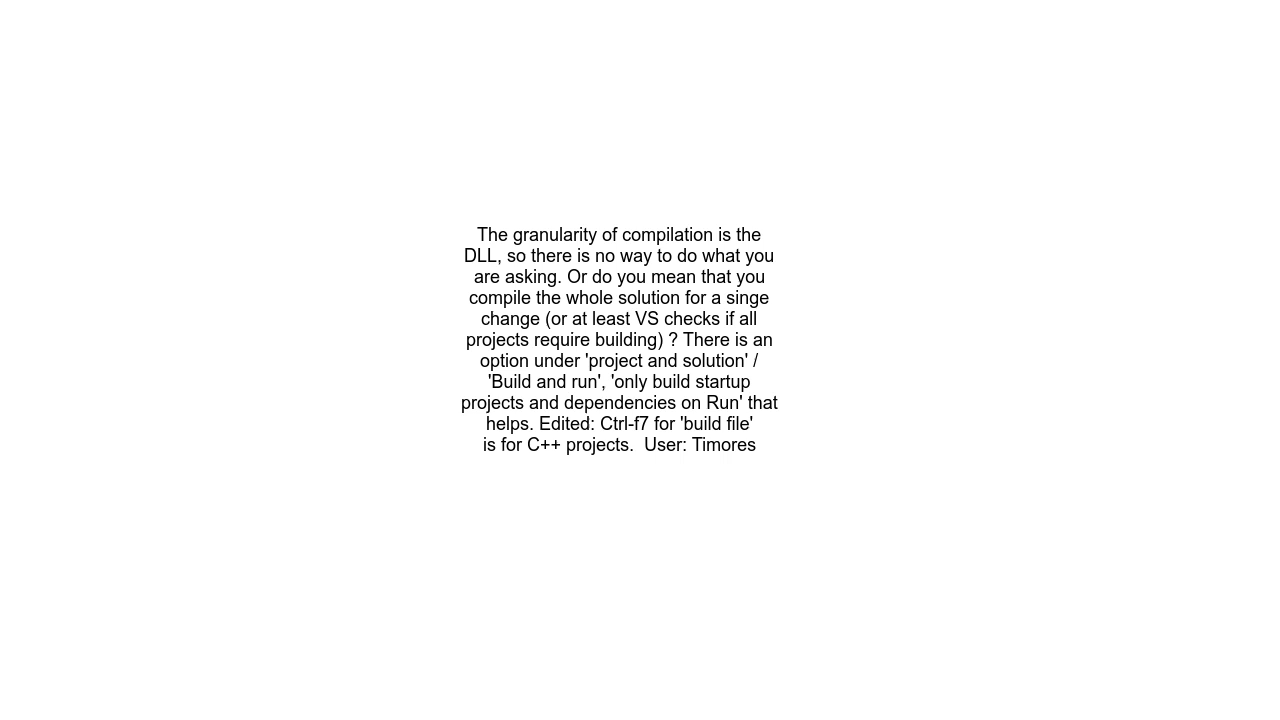 The granularity of compilation is the
DLL, so there is no way to do what you
are asking. Or do you mean that you
compile the whole solution for a singe
change (or at least VS checks if all
projects require building) ? There is an
option under 'project and solution' /
'Build and run', 'only build startup
projects and dependencies on Run' that
helps. Edited: Ctrl-f7 for 'build file'
is for C++ projects.  User: Timores